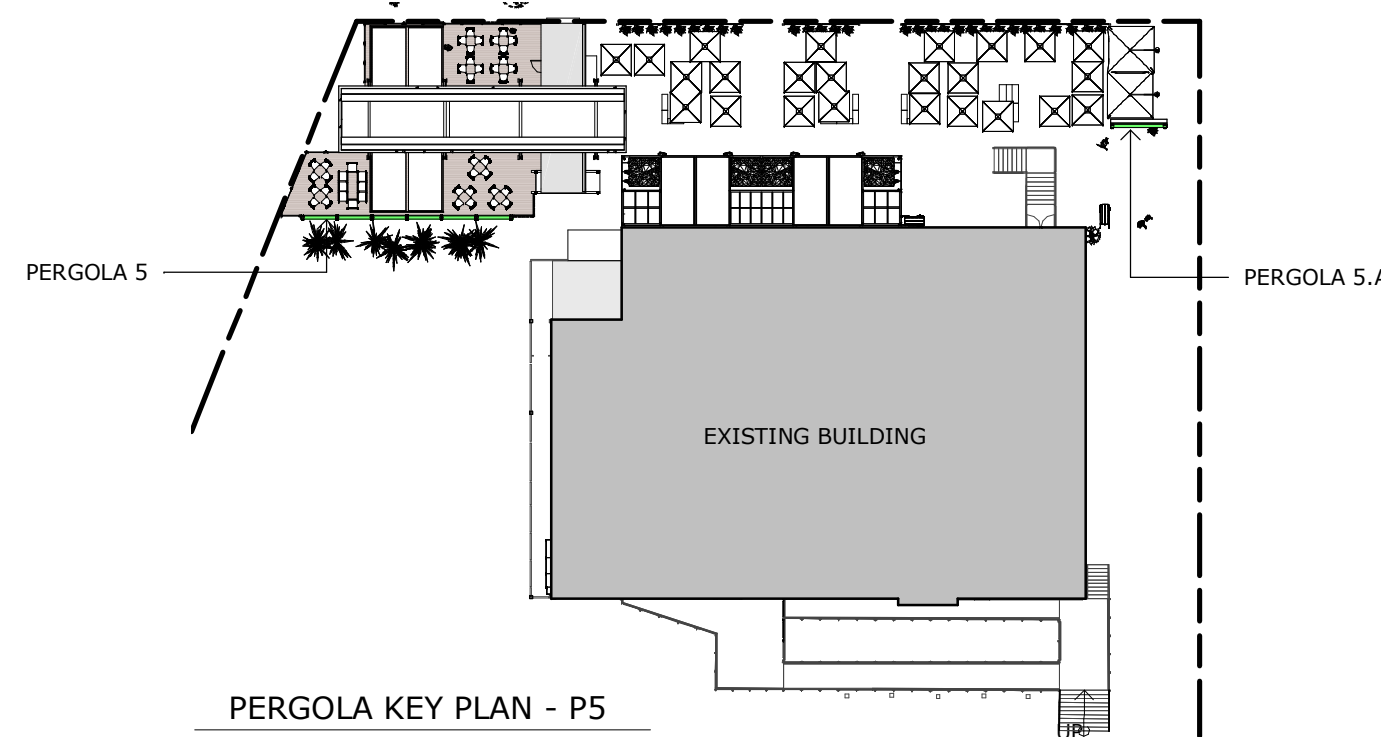 PERGOLA 5
PERGOLA 5.A
EXISTING BUILDING
PERGOLA KEY PLAN - P5
UP